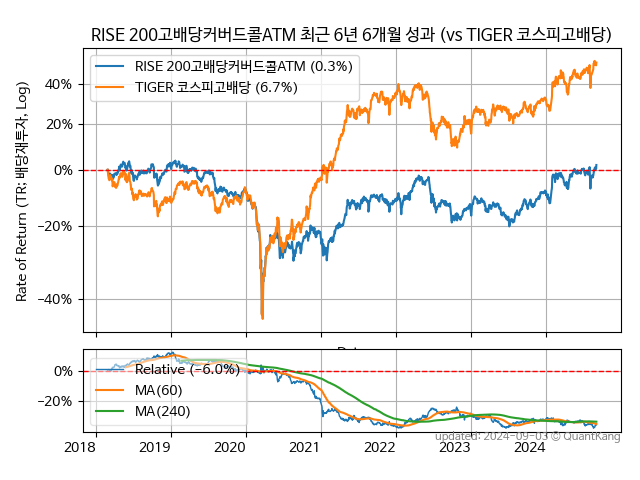 RISE 200고배당커버드콜ATM 최근 6년 6개월 성과 (vs TIGER 코스피고배당)
Rate of Return (TR: 배당재투자, Log)
RISE 200고배당커버드콜ATM (0.3%)
TIGER 코스피고배당 (6.7%)
40%
20%
0%
−20%
−40%
Relative (−6.0%)
MA(60)
MA(240)
0%
−20%
updated: 2024-09-03 © QuantKang
2018 2019 2020 2021 2022 2023 2024